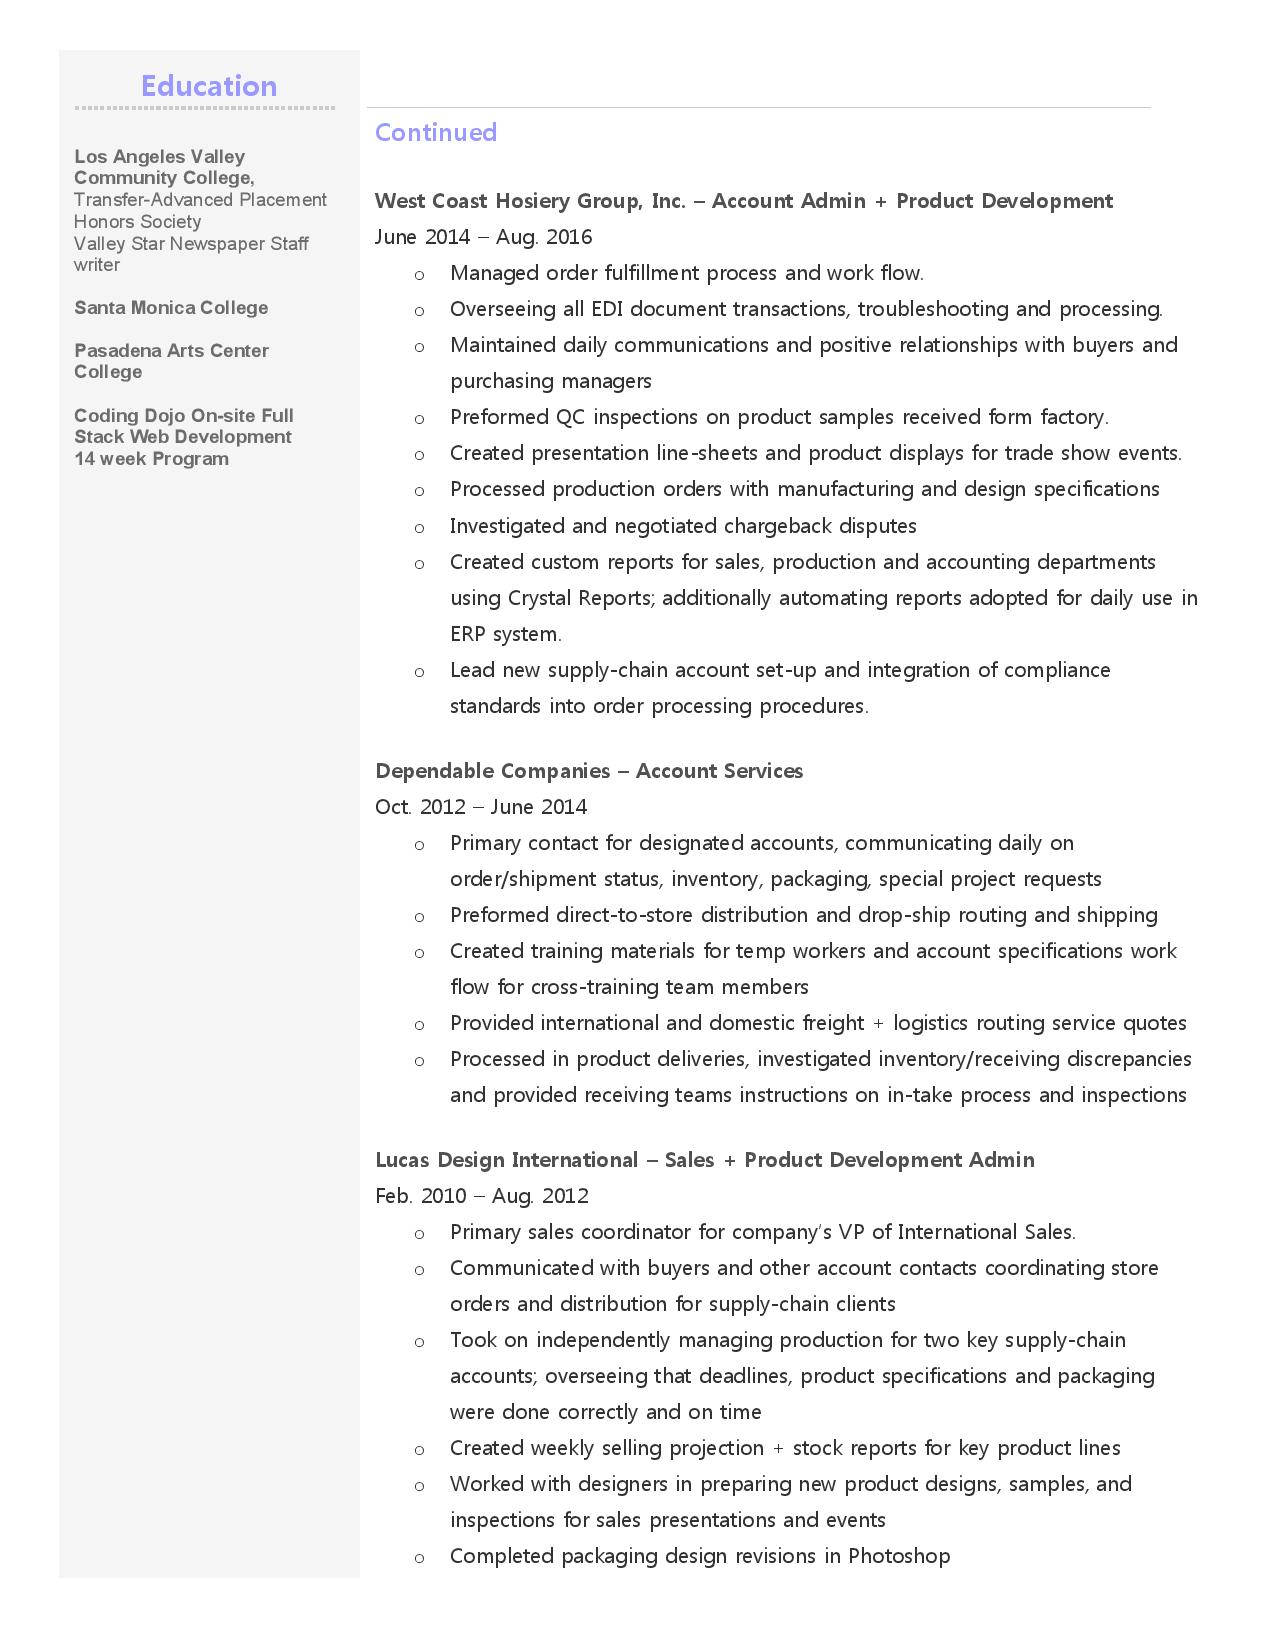 Education
Los Angeles Valley
Community College,
Transfer-Advanced Placement
Honors Society
Valley Star Newspaper Staff
writer
Santa Monica College
Pasadena Arts Center
College
Coding Dojo On-site Full
Stack Web Development
14 week Program
Continued
West Coast Hosiery Group, Inc. – Account Admin + Product Development
June 2014 – Aug. 2016
o Managed order fulfillment process and work flow.
o Overseeing all EDI document transactions, troubleshooting and processing.
o Maintained daily communications and positive relationships with buyers and
purchasing managers
o Preformed QC inspections on product samples received form factory.
o Created presentation line-sheets and product displays for trade show events.
o Processed production orders with manufacturing and design specifications
o Investigated and negotiated chargeback disputes
o Created custom reports for sales, production and accounting departments
using Crystal Reports; additionally automating reports adopted for daily use in
ERP system.
o Lead new supply-chain account set-up and integration of compliance
standards into order processing procedures.
Dependable Companies – Account Services
Oct. 2012 – June 2014
o Primary contact for designated accounts, communicating daily on
order/shipment status, inventory, packaging, special project requests
o Preformed direct-to-store distribution and drop-ship routing and shipping
o Created training materials for temp workers and account specifications work
flow for cross-training team members
o Provided international and domestic freight + logistics routing service quotes
o Processed in product deliveries, investigated inventory/receiving discrepancies
and provided receiving teams instructions on in-take process and inspections
Lucas Design International – Sales + Product Development Admin
Feb. 2010 – Aug. 2012
o Primary sales coordinator for company's VP of International Sales.
o Communicated with buyers and other account contacts coordinating store
orders and distribution for supply-chain clients
o Took on independently managing production for two key supply-chain
accounts; overseeing that deadlines, product specifications and packaging
were done correctly and on time
o Created weekly selling projection + stock reports for key product lines
o Worked with designers in preparing new product designs, samples, and
inspections for sales presentations and events
o Completed packaging design revisions in Photoshop